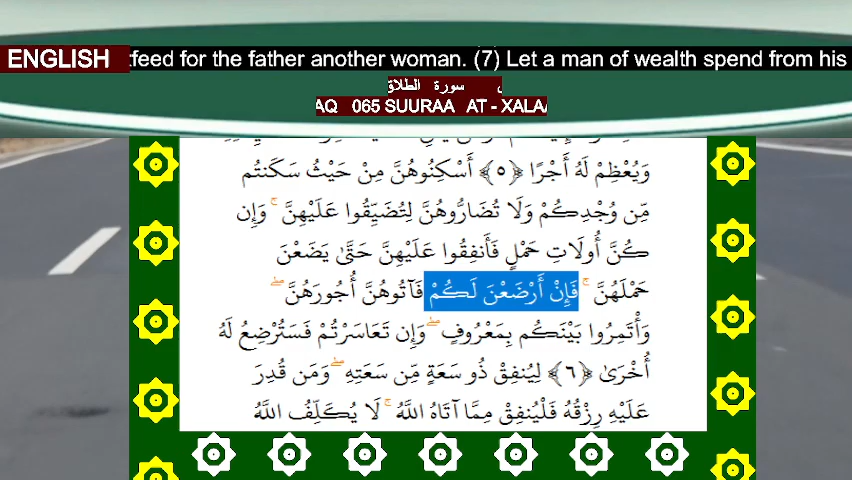 ENGLISH tfeed for the father another woman. (7) Let a man of wealth spend from his
سورة الطلاق
AQ 065 SUURAA AT - XALAA
وَيُعْظِمْ لَهُ أَجْرًا ﴿٥﴾ أَسْكِنُوهُنَّ مِنْ حَيْثُ سَكَنتُم
مِّن وُجْدِكُمْ وَلَا تُضَارُّوهُنَّ لِتُضَيِّقُوا عَلَيْهِنَّ ۚ وَإِن
كُنَّ أُولَاتِ حَمْلٍ فَأَنفِقُوا عَلَيْهِنَّ حَتَّىٰ يَضَعْنَ
حَمْلَهُنَّ ۚ فَإِنْ أَرْضَعْنَ لَكُمْ فَآتُوهُنَّ أُجُورَهُنَّ ۖ
وَأْتَمِرُوا بَيْنَكُم بِمَعْرُوفٍ ۖ وَإِن تَعَاسَرْتُمْ فَسَتُرْضِعُ لَهُ
أُخْرَىٰ ﴿٦﴾ لِيُنفِقْ ذُو سَعَةٍ مِّن سَعَتِهِ ۖ وَمَن قُدِرَ
عَلَيْهِ رِزْقُهُ فَلْيُنفِقْ مِمَّا آتَاهُ اللَّهُ ۚ لَا يُكَلِّفُ اللَّهُ